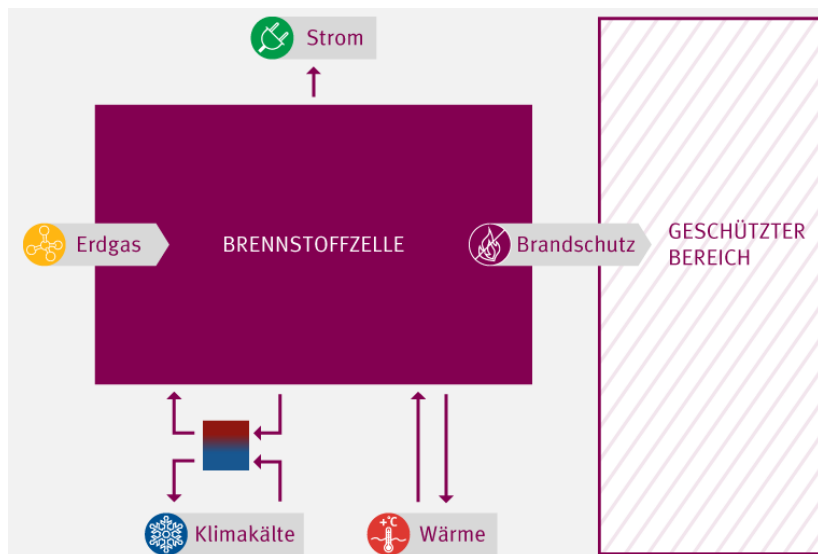 Strom
Erdgas
BRENNSTOFFZELLE
Brandschutz
GESCHÜTZTER
BEREICH
Klimakälte
+°C
Wärme